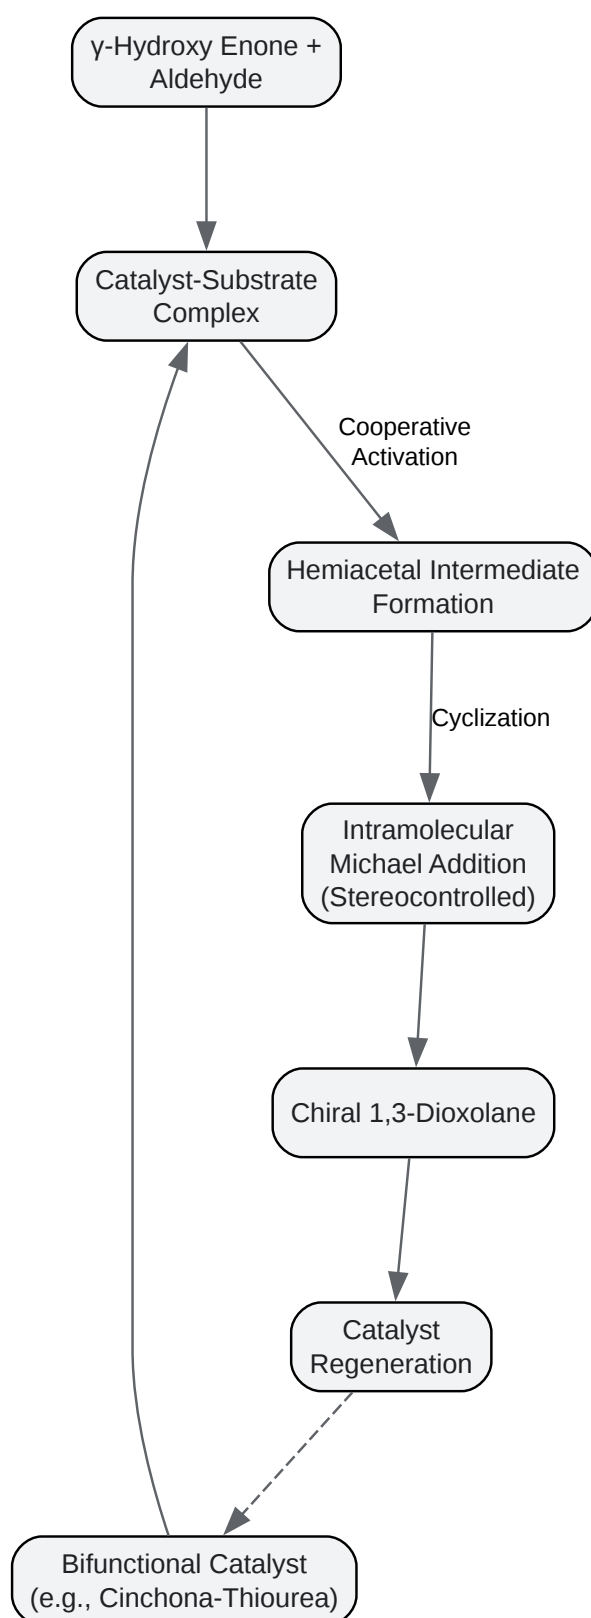 γ-Hydroxy Enone +
Aldehyde
Catalyst-Substrate
Complex
Cooperative
Activation
Hemiacetal Intermediate
Formation
Cyclization
Intramolecular
Michael Addition
(Stereocontrolled)
Chiral 1,3-Dioxolane
Catalyst
Regeneration
Bifunctional Catalyst
(e.g., Cinchona-Thiourea)